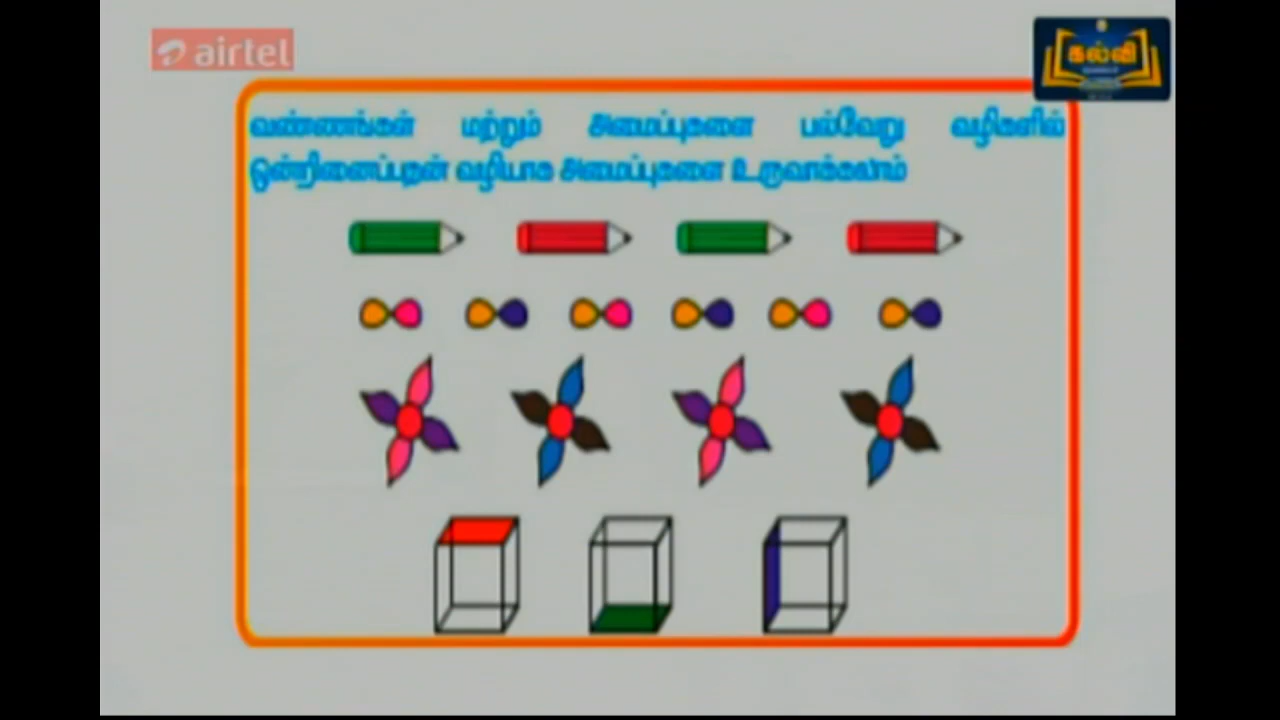 airtel
கல்வி
வண்ணங்கள் மற்றும் அமைப்புகளை பல்வேறு வழிகளில்
ஒன்றிணைப்பதன் வழியாக அமைப்புகளை உருவாக்கலாம்